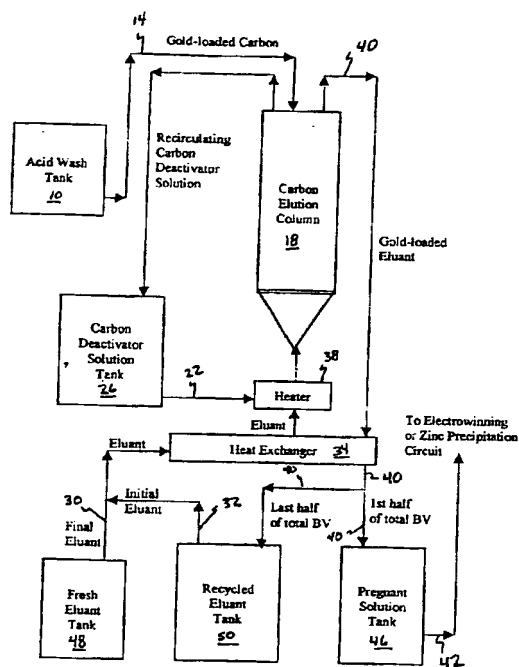 14
Gold-loaded Carbon
40
Acid Wash
Tank
10
Recirculating
Carbon
Deactivator
Solution
Carbon
Elution
Column
18
Gold-loaded
Eluant
Carbon
Deactivator
Solution
Tank
26
22
38
Heater
Eluant
To Electrowinning
or Zinc Precipitation
Circuit
Eluant
Heat Exchanger 34
40
40
30
Initial
Eluant
32
Last half
of total BV
1st half
of total BV
40
Final
Eluant
Fresh
Eluant
Tank
48
Recycled
Eluant
Tank
50
Pregnant
Solution
Tank
46
42